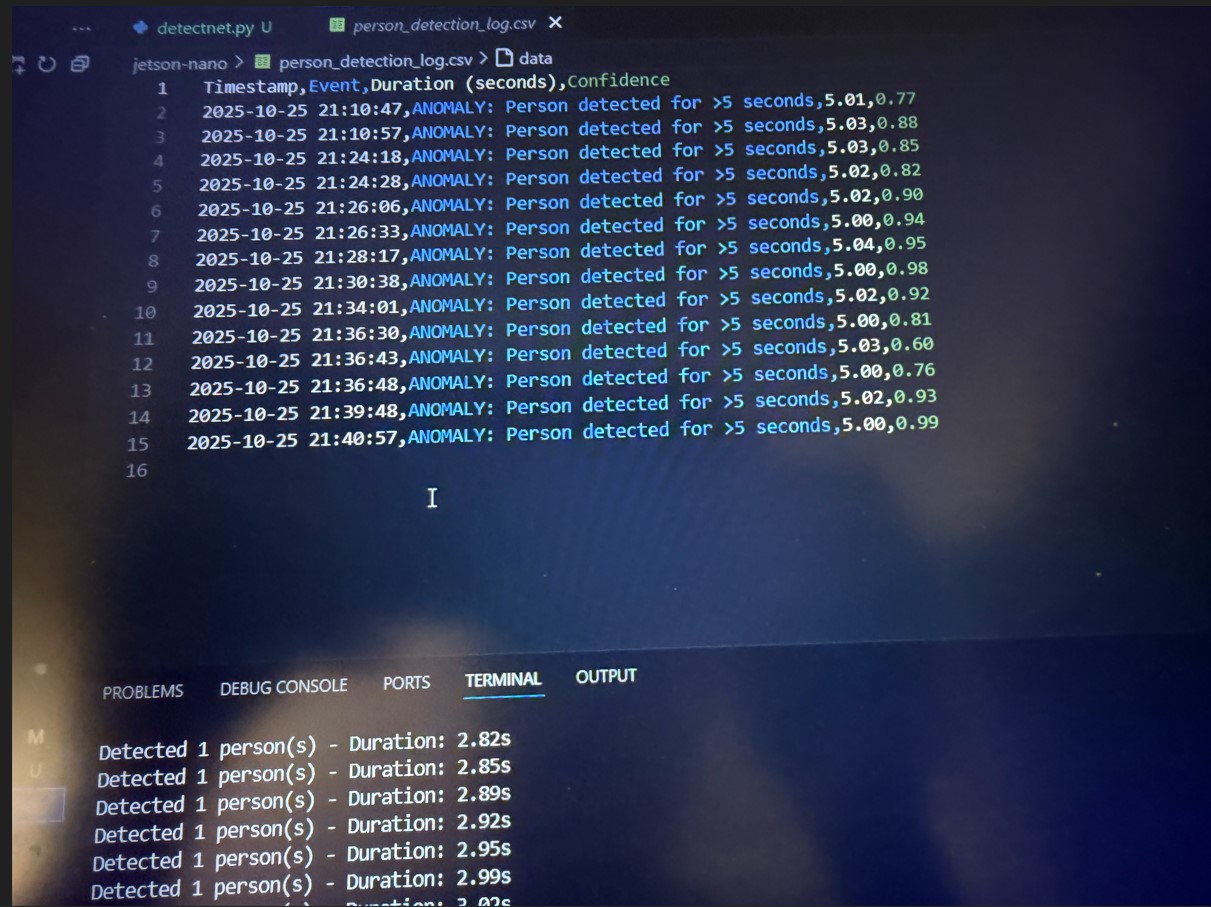 ··· detectnet.py U person_detection_log.csv ×
jetson-nano > person_detection_log.csv > data
1 Timestamp,Event,Duration (seconds),Confidence
2 2025-10-25 21:10:47,ANOMALY: Person detected for >5 seconds,5.01,0.77
3 2025-10-25 21:10:57,ANOMALY: Person detected for >5 seconds,5.03,0.88
4 2025-10-25 21:24:18,ANOMALY: Person detected for >5 seconds,5.03,0.85
5 2025-10-25 21:24:28,ANOMALY: Person detected for >5 seconds,5.02,0.82
6 2025-10-25 21:26:06,ANOMALY: Person detected for >5 seconds,5.02,0.90
7 2025-10-25 21:26:33,ANOMALY: Person detected for >5 seconds,5.00,0.94
8 2025-10-25 21:28:17,ANOMALY: Person detected for >5 seconds,5.04,0.95
9 2025-10-25 21:30:38,ANOMALY: Person detected for >5 seconds,5.00,0.98
10 2025-10-25 21:34:01,ANOMALY: Person detected for >5 seconds,5.02,0.92
11 2025-10-25 21:36:30,ANOMALY: Person detected for >5 seconds,5.00,0.81
12 2025-10-25 21:36:43,ANOMALY: Person detected for >5 seconds,5.03,0.60
13 2025-10-25 21:36:48,ANOMALY: Person detected for >5 seconds,5.00,0.76
14 2025-10-25 21:39:48,ANOMALY: Person detected for >5 seconds,5.02,0.93
15 2025-10-25 21:40:57,ANOMALY: Person detected for >5 seconds,5.00,0.99
16
PROBLEMS DEBUG CONSOLE PORTS TERMINAL OUTPUT
M
U
Detected 1 person(s) - Duration: 2.82s
Detected 1 person(s) - Duration: 2.85s
Detected 1 person(s) - Duration: 2.89s
Detected 1 person(s) - Duration: 2.92s
Detected 1 person(s) - Duration: 2.95s
Detected 1 person(s) - Duration: 2.99s